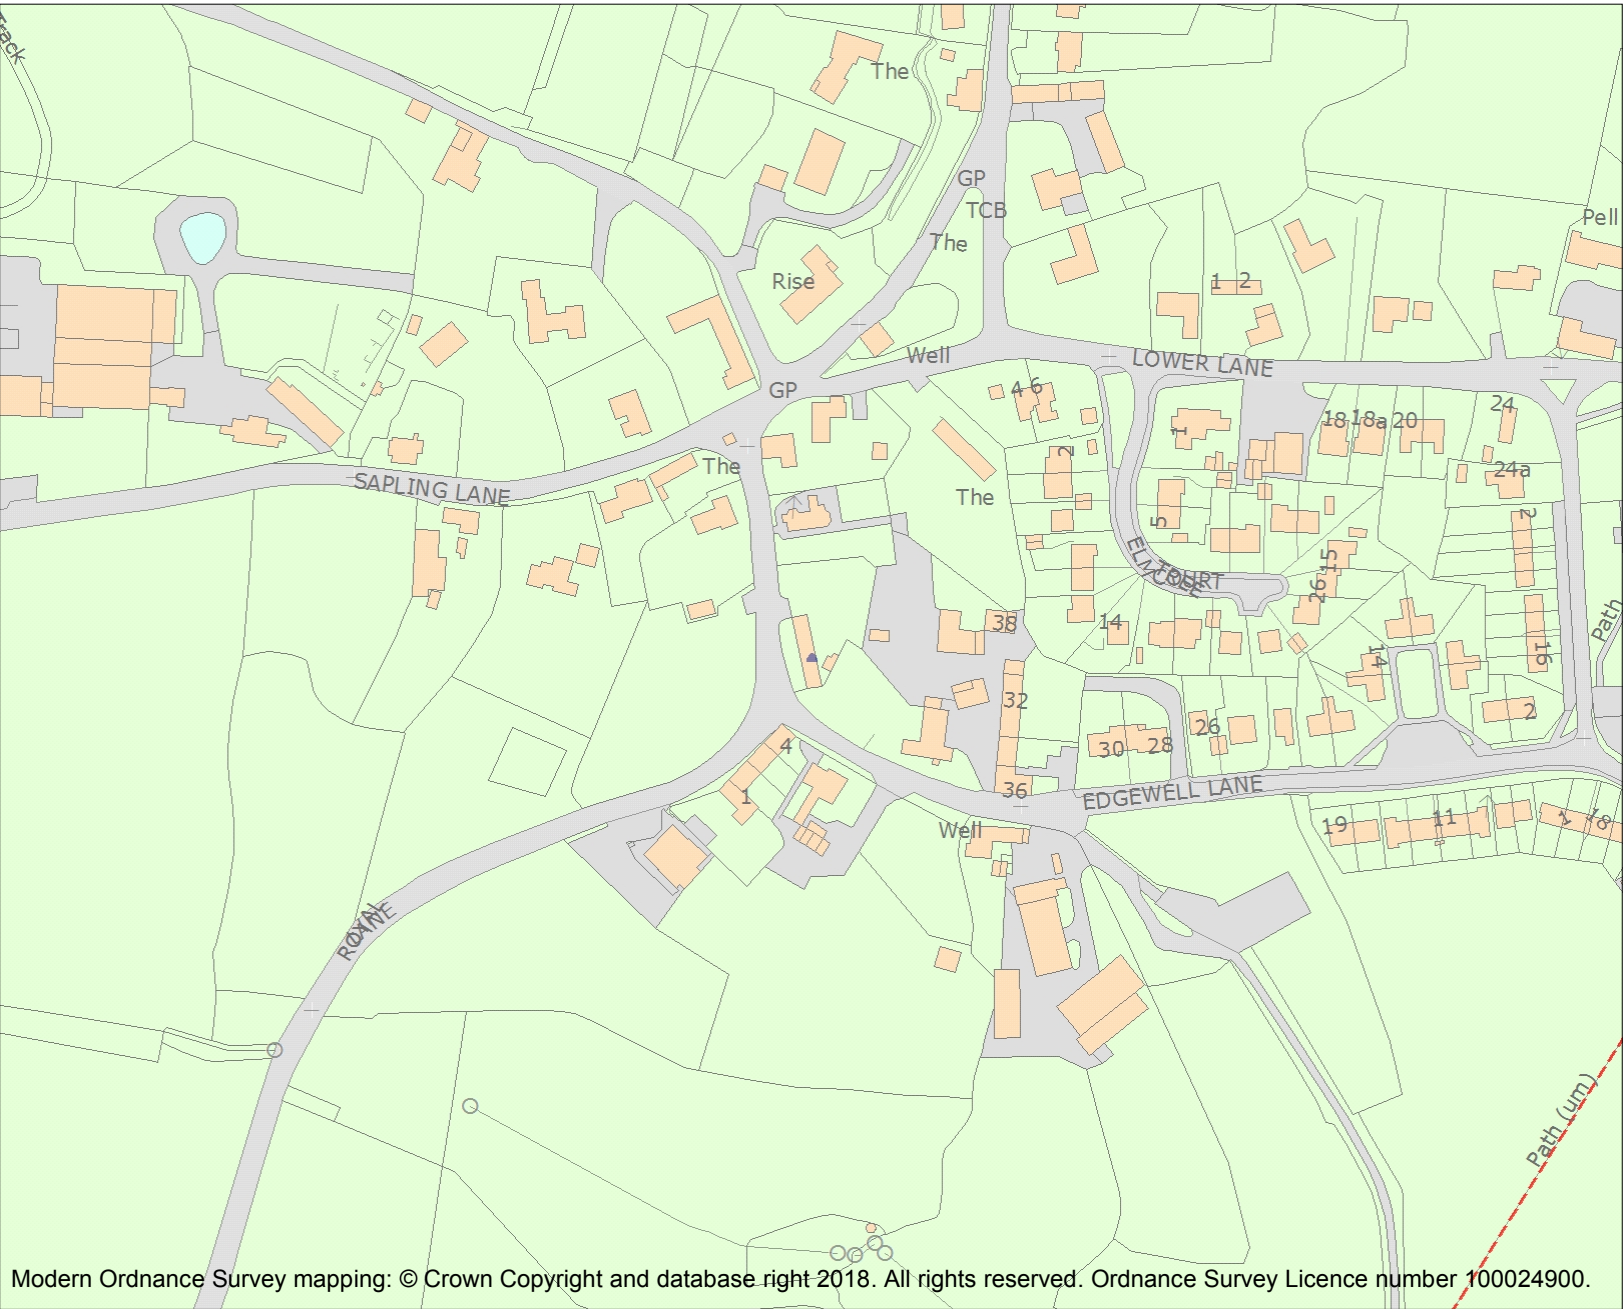 Track
The
GP
TCB
The
Pell
Rise
1 2
Well
LOWER LANE
GP
4 6
18 18a 20
24
1
2
The
24a
SAPLING LANE
The
2
5
ELM TREE
COURT
15
26
Path
38
14
14
16
32
2
26
4
30
28
36
EDGEWELL LANE
1
Well
19
11
1
18
LANE
Path (um)
Modern Ordnance Survey mapping: © Crown Copyright and database right 2018. All rights reserved. Ordnance Survey Licence number 100024900.